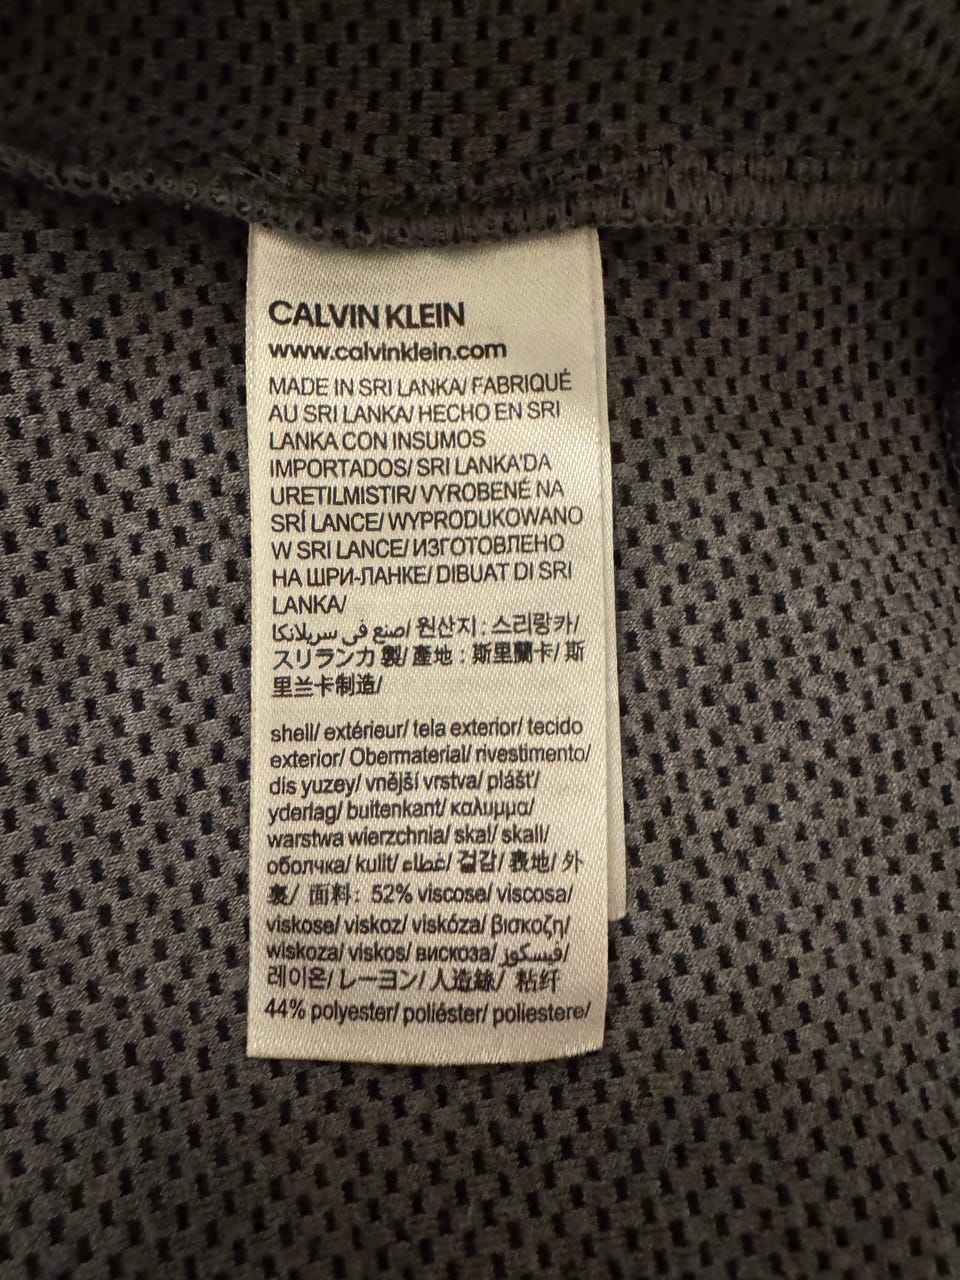 CALVIN KLEIN
www.calvinklein.com
MADE IN SRI LANKA/ FABRIQUÉ
AU SRI LANKA/ HECHO EN SRI
LANKA CON INSUMOS
IMPORTADOS/ SRI LANKA'DA
URETILMISTIR/ VYROBENÉ NA
SRÍ LANCE/ WYPRODUKOWANO
W SRI LANCE/ ИЗГОТОВЛЕНО
НА ШРИ-ЛАНКЕ/ DIBUAT DI SRI
LANKA/
صنع في سريلانكا/ 원산지 : 스리랑카/
スリランカ 製/ 產地 : 斯里蘭卡/ 斯
里兰卡制造/
shell/ extérieur/ tela exterior/ tecido
exterior/ Obermaterial/ rivestimento/
dis yuzey/ vnější vrstva/ plášť/
yderlag/ buitenkant/ καλυμμα/
warstwa wierzchnia/ skal/ skall/
оболчка/ kulit/ غطاء/ 겉감/ 表地/ 外
裏/ 面料: 52% viscose/ viscosa/
viskose/ viskoz/ viskóza/ βισκοζη/
wiskoza/ viskos/ вискоза/ فيسكوز/
레이온/ レーヨン/ 人造絲/ 粘纤
44% polyester/ poliéster/ poliestere/